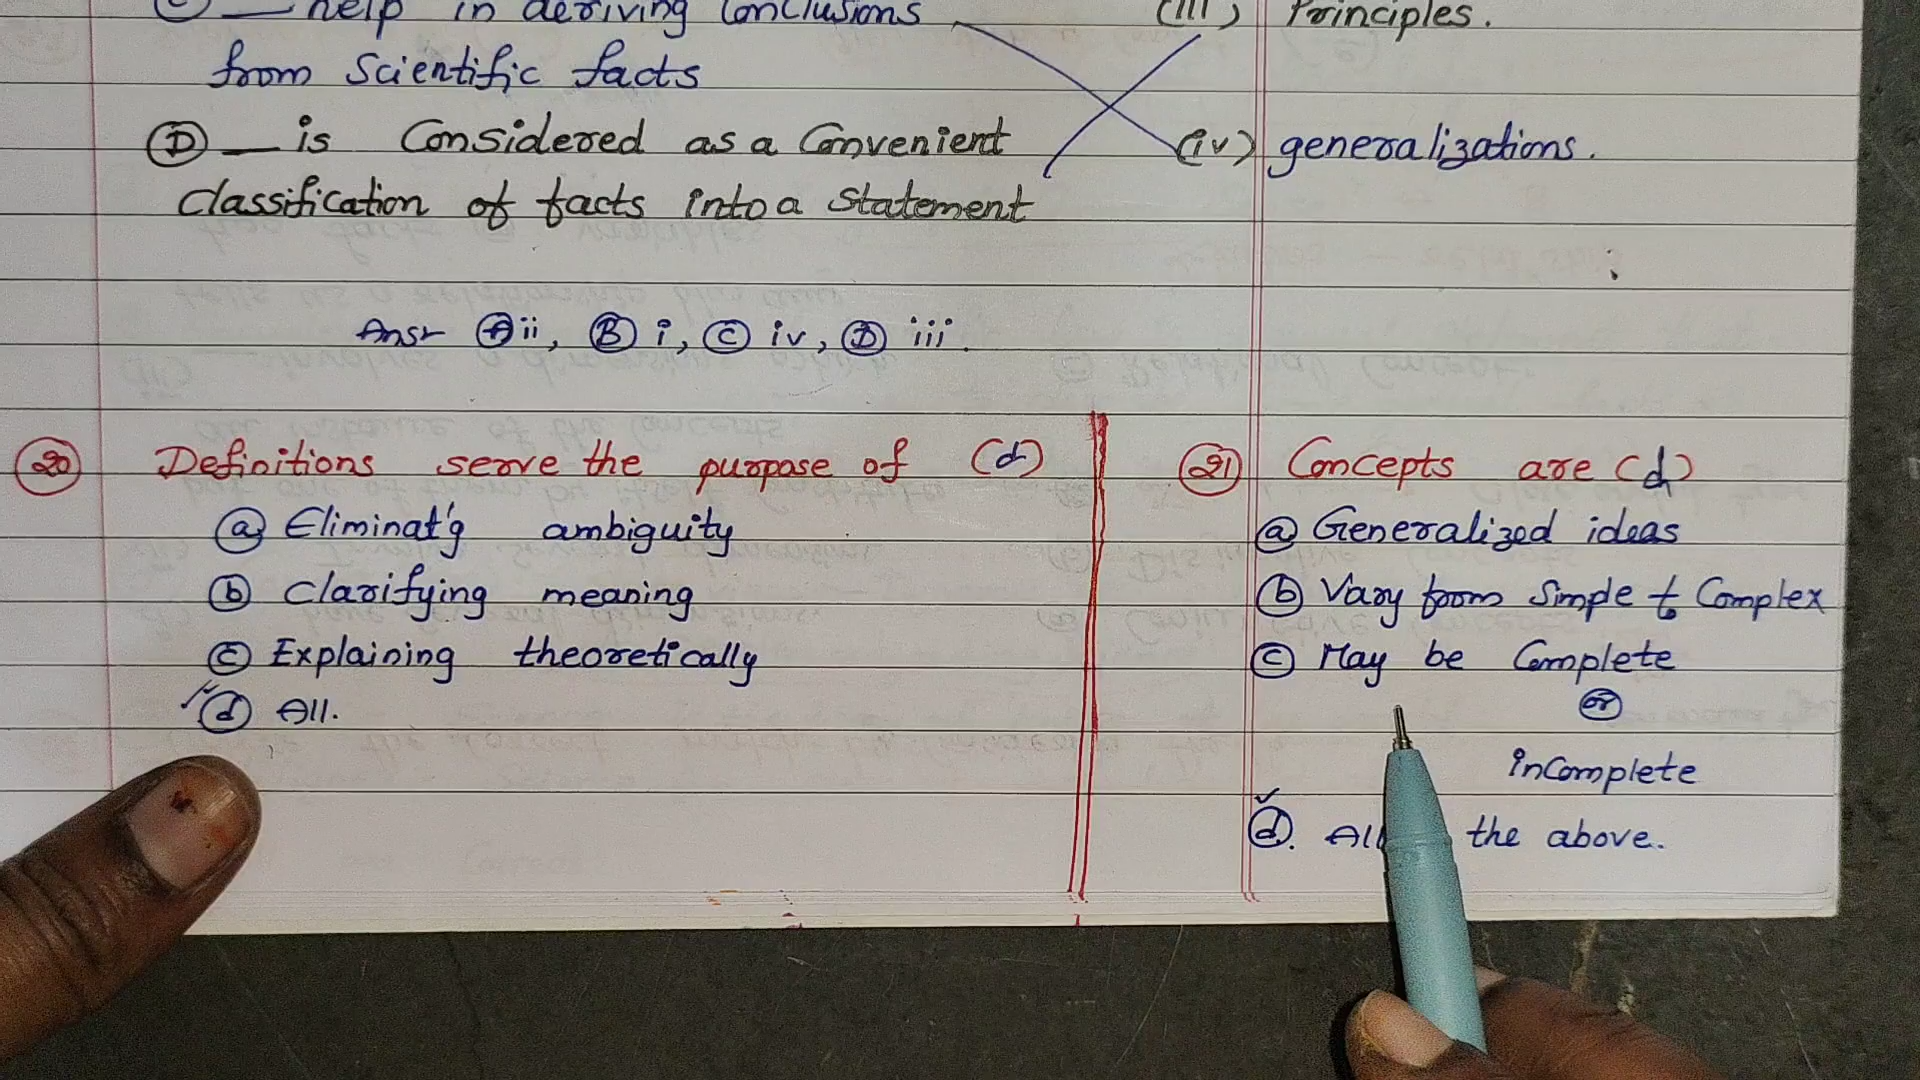 C __ help in deriving Conclusions (iii) Principles.
from Scientific facts
D __ is Considered as a Convenient (iv) generalizations.
Classification of facts into a Statement
Ans:- A ii, B i, C iv, D iii.
20 Definitions serve the purpose of (d)
a Eliminat'g ambiguity
b Clarifying meaning
c Explaining theoretically
d All.
21 Concepts are (d)
a Generalized ideas
b Vary from Simple to Complex
c May be Complete
or
incomplete
d. All the above.